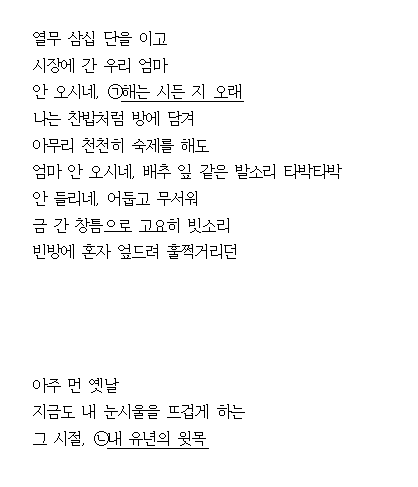 열무 삼십 단을 이고
시장에 간 우리 엄마
안 오시네, ㉠해는 시든 지 오래
나는 찬밥처럼 방에 담겨
아무리 천천히 숙제를 해도
엄마 안 오시네, 배추 잎 같은 발소리 타박타박
안 들리네, 어둡고 무서워
금 간 창틈으로 고요히 빗소리
빈방에 혼자 엎드려 훌쩍거리던
아주 먼 옛날
지금도 내 눈시울을 뜨겁게 하는
그 시절, ㉡내 유년의 윗목